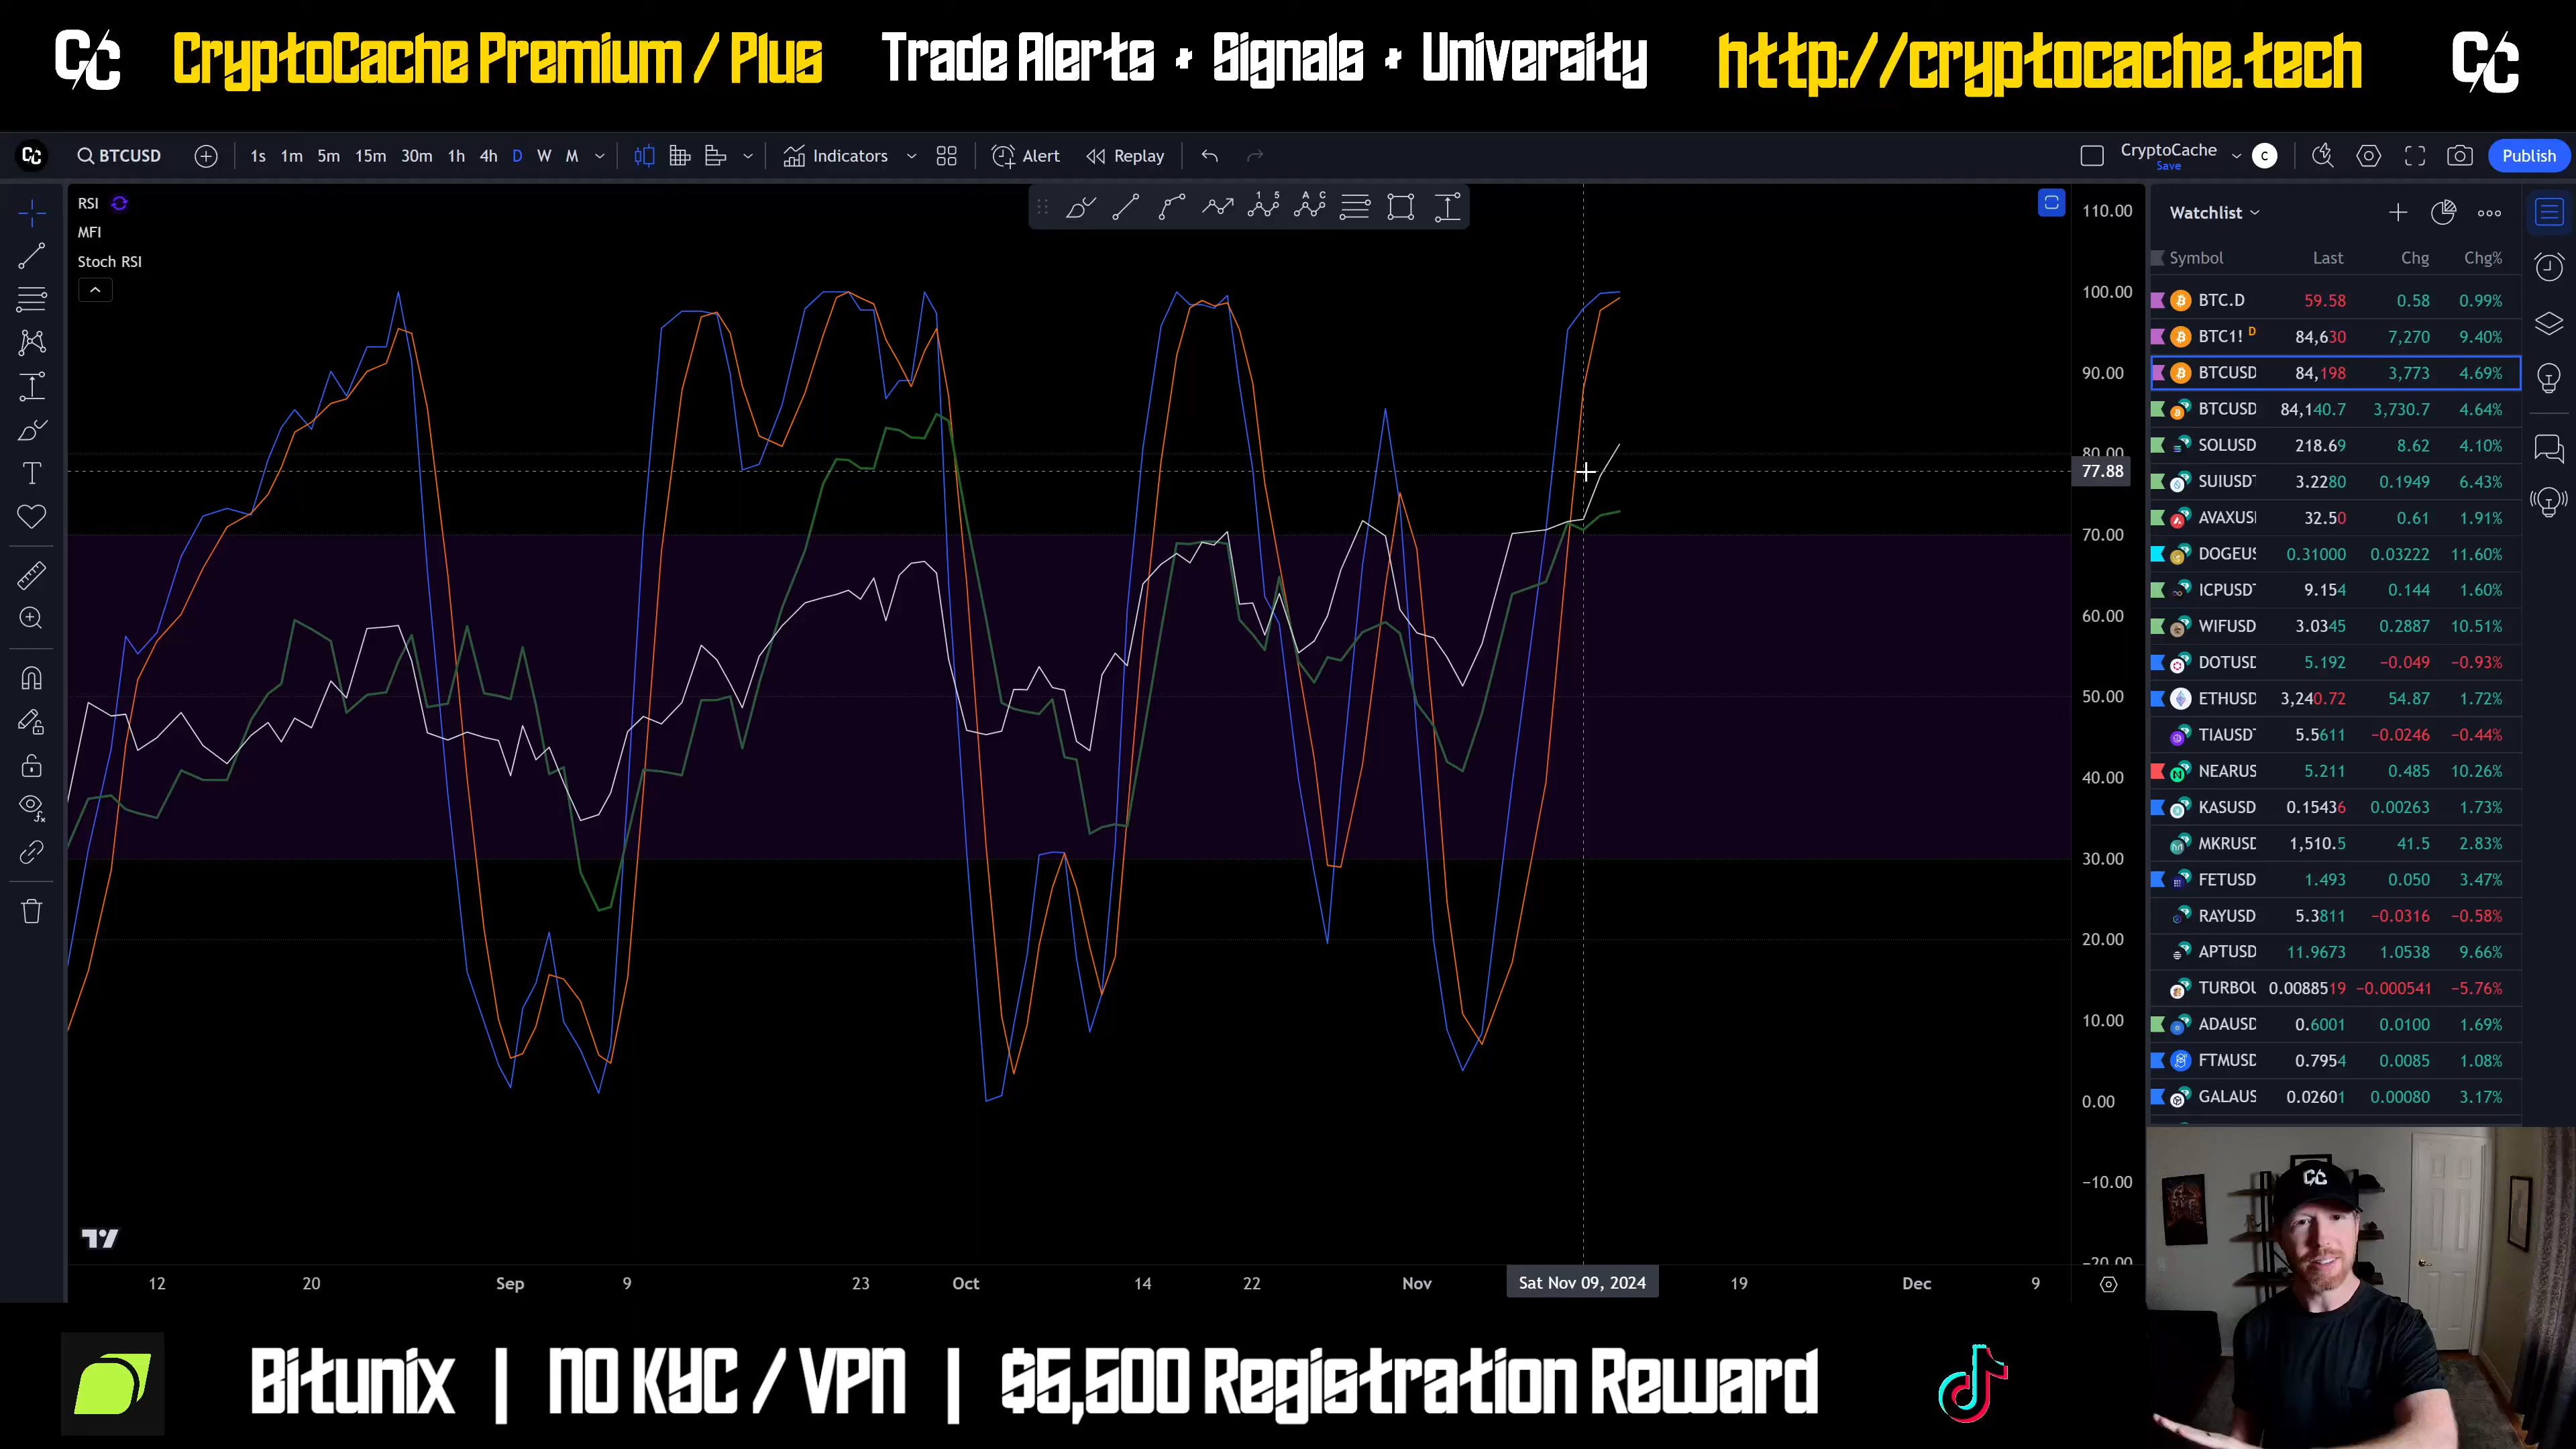 CC CryptoCache Premium / Plus Trade Alerts + Signals + University http://cryptocache.tech CC
CC BTCUSD 1s 1m 5m 15m 30m 1h 4h D W M Indicators Alert Replay CryptoCache Save C Publish
RSI
MFI
Stoch RSI
1 5 A C
110.00
100.00
90.00
80.00
77.88
70.00
60.00
50.00
40.00
30.00
20.00
10.00
0.00
−10.00
−20.00
12 20 Sep 9 23 Oct 14 22 Nov Sat Nov 09, 2024 19 Dec 9
Watchlist
Symbol Last Chg Chg%
BTC.D 59.58 0.58 0.99%
BTC1! D 84,630 7,270 9.40%
BTCUSD 84,198 3,773 4.69%
BTCUSD 84,140.7 3,730.7 4.64%
SOLUSD 218.69 8.62 4.10%
SUIUSDT 3.2280 0.1949 6.43%
AVAXUSI 32.50 0.61 1.91%
DOGEUS 0.31000 0.03222 11.60%
ICPUSDT 9.154 0.144 1.60%
WIFUSD 3.0345 0.2887 10.51%
DOTUSD 5.192 −0.049 −0.93%
ETHUSD 3,240.72 54.87 1.72%
TIAUSDT 5.5611 −0.0246 −0.44%
NEARUS 5.211 0.485 10.26%
KASUSD 0.15436 0.00263 1.73%
MKRUSD 1,510.5 41.5 2.83%
FETUSD 1.493 0.050 3.47%
RAYUSD 5.3811 −0.0316 −0.58%
APTUSD 11.9673 1.0538 9.66%
TURBOU 0.0088519 −0.000541 −5.76%
ADAUSD 0.6001 0.0100 1.69%
FTMUSD 0.7954 0.0085 1.08%
GALAUS 0.02601 0.00080 3.17%
CC
Bitunix | NO KYC / VPN | $5,500 Registration Reward